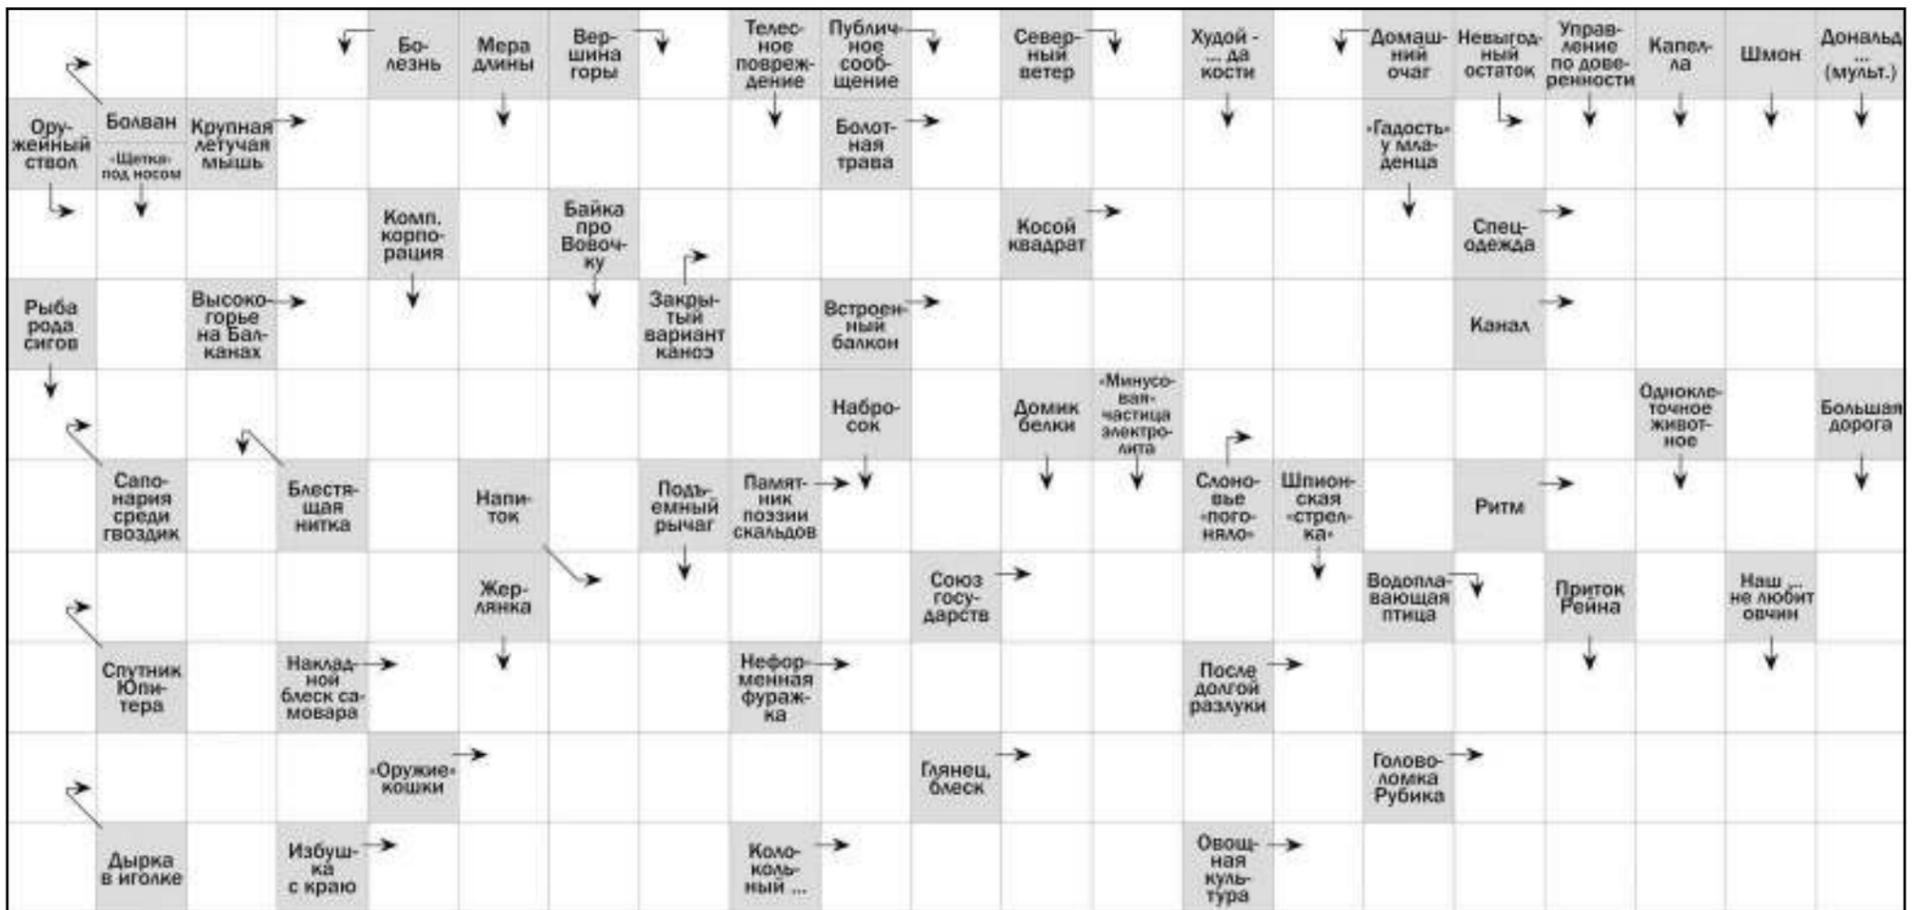 Бо-
лезнь
Мера
длины
Вер-
шина
горы
Телес-
ное
повреж-
дение
Публич-
ное
сооб-
щение
Север-
ный
ветер
Худой -
... да
кости
Домаш-
ний
очаг
Невыгод-
ный
остаток
Управ-
ление
по дове-
ренности
Капел-
ла
Шмон
Дональд
...
(мульт.)
Ору-
жейный
ствол
Болван
«Щетка»
под носом
Крупная
летучая
мышь
Болот-
ная
трава
«Гадость»
у мла-
денца
Комп.
корпо-
рация
Байка
про
Вовоч-
ку
Косой
квадрат
Спец-
одежда
Рыба
рода
сигов
Высоко-
горье
на Бал-
канах
Закры-
тый
вариант
каноэ
Встроен-
ный
балкон
Канал
Набро-
сок
Домик
белки
«Минусо-
вая»
частица
электро-
лита
Однокле-
точное
живот-
ное
Большая
дорога
Сапо-
нария
среди
гвоздик
Блестя-
щая
нитка
Напи-
ток
Подъ-
емный
рычаг
Памят-
ник
поэзии
скальдов
Слоно-
вье
«пого-
няло»
Шпион-
ская
«стрел-
ка»
Ритм
Жер-
лянка
Союз
госу-
дарств
Водопла-
вающая
птица
Приток
Рейна
Наш ...
не любит
овчин
Спутник
Юпи-
тера
Наклад-
ной
блеск са-
мовара
Нефор-
менная
фураж-
ка
После
долгой
разлуки
«Оружие»
кошки
Глянец,
блеск
Голово-
ломка
Рубика
Дырка
в иголке
Избуш-
ка
с краю
Коло-
коль-
ный ...
Овощ-
ная
куль-
тура